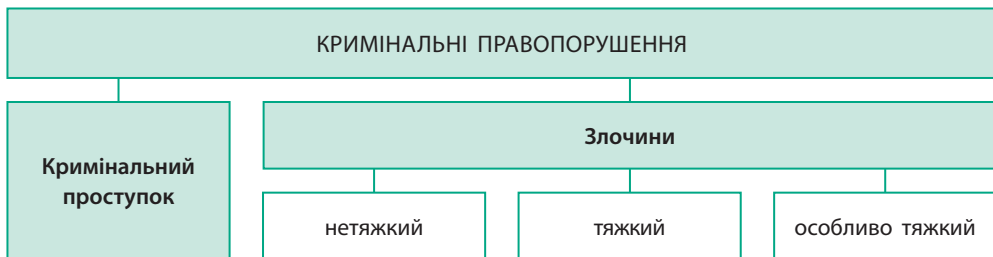 КРИМІНАЛЬНІ ПРАВОПОРУШЕННЯ
Кримінальний
проступок
Злочини
нетяжкий
тяжкий
особливо тяжкий